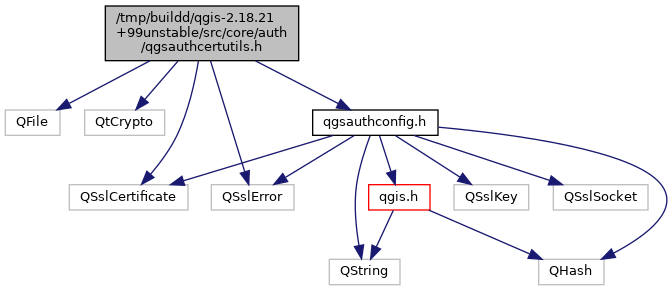 /tmp/buildd/qgis-2.18.21
+99unstable/src/core/auth
/qgsauthcertutils.h
QFile
QtCrypto
qgsauthconfig.h
QSslCertificate
QSslError
qgis.h
QSslKey
QSslSocket
QString
QHash